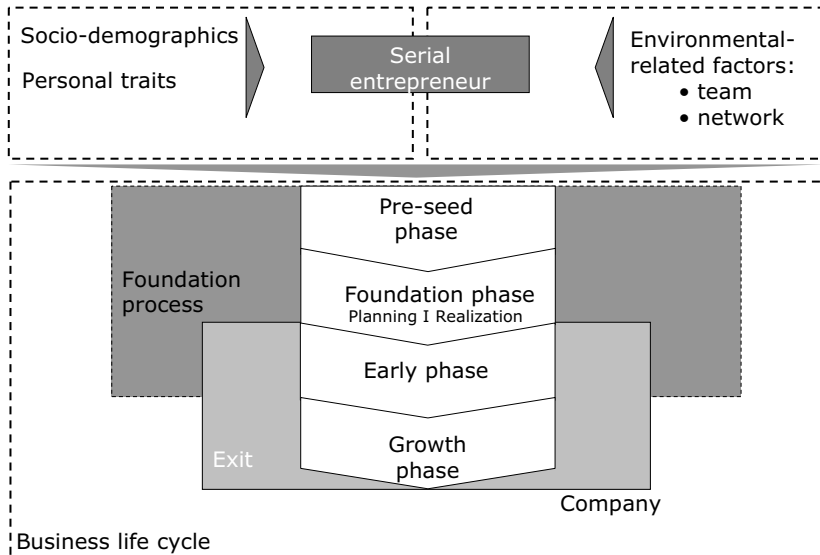 Socio-demographics
Personal traits
Serial
entrepreneur
Environmental-
related factors:
• team
• network
Pre-seed
phase
Foundation
process
Foundation phase
Planning I Realization
Early phase
Growth
phase
Exit
Company
Business life cycle